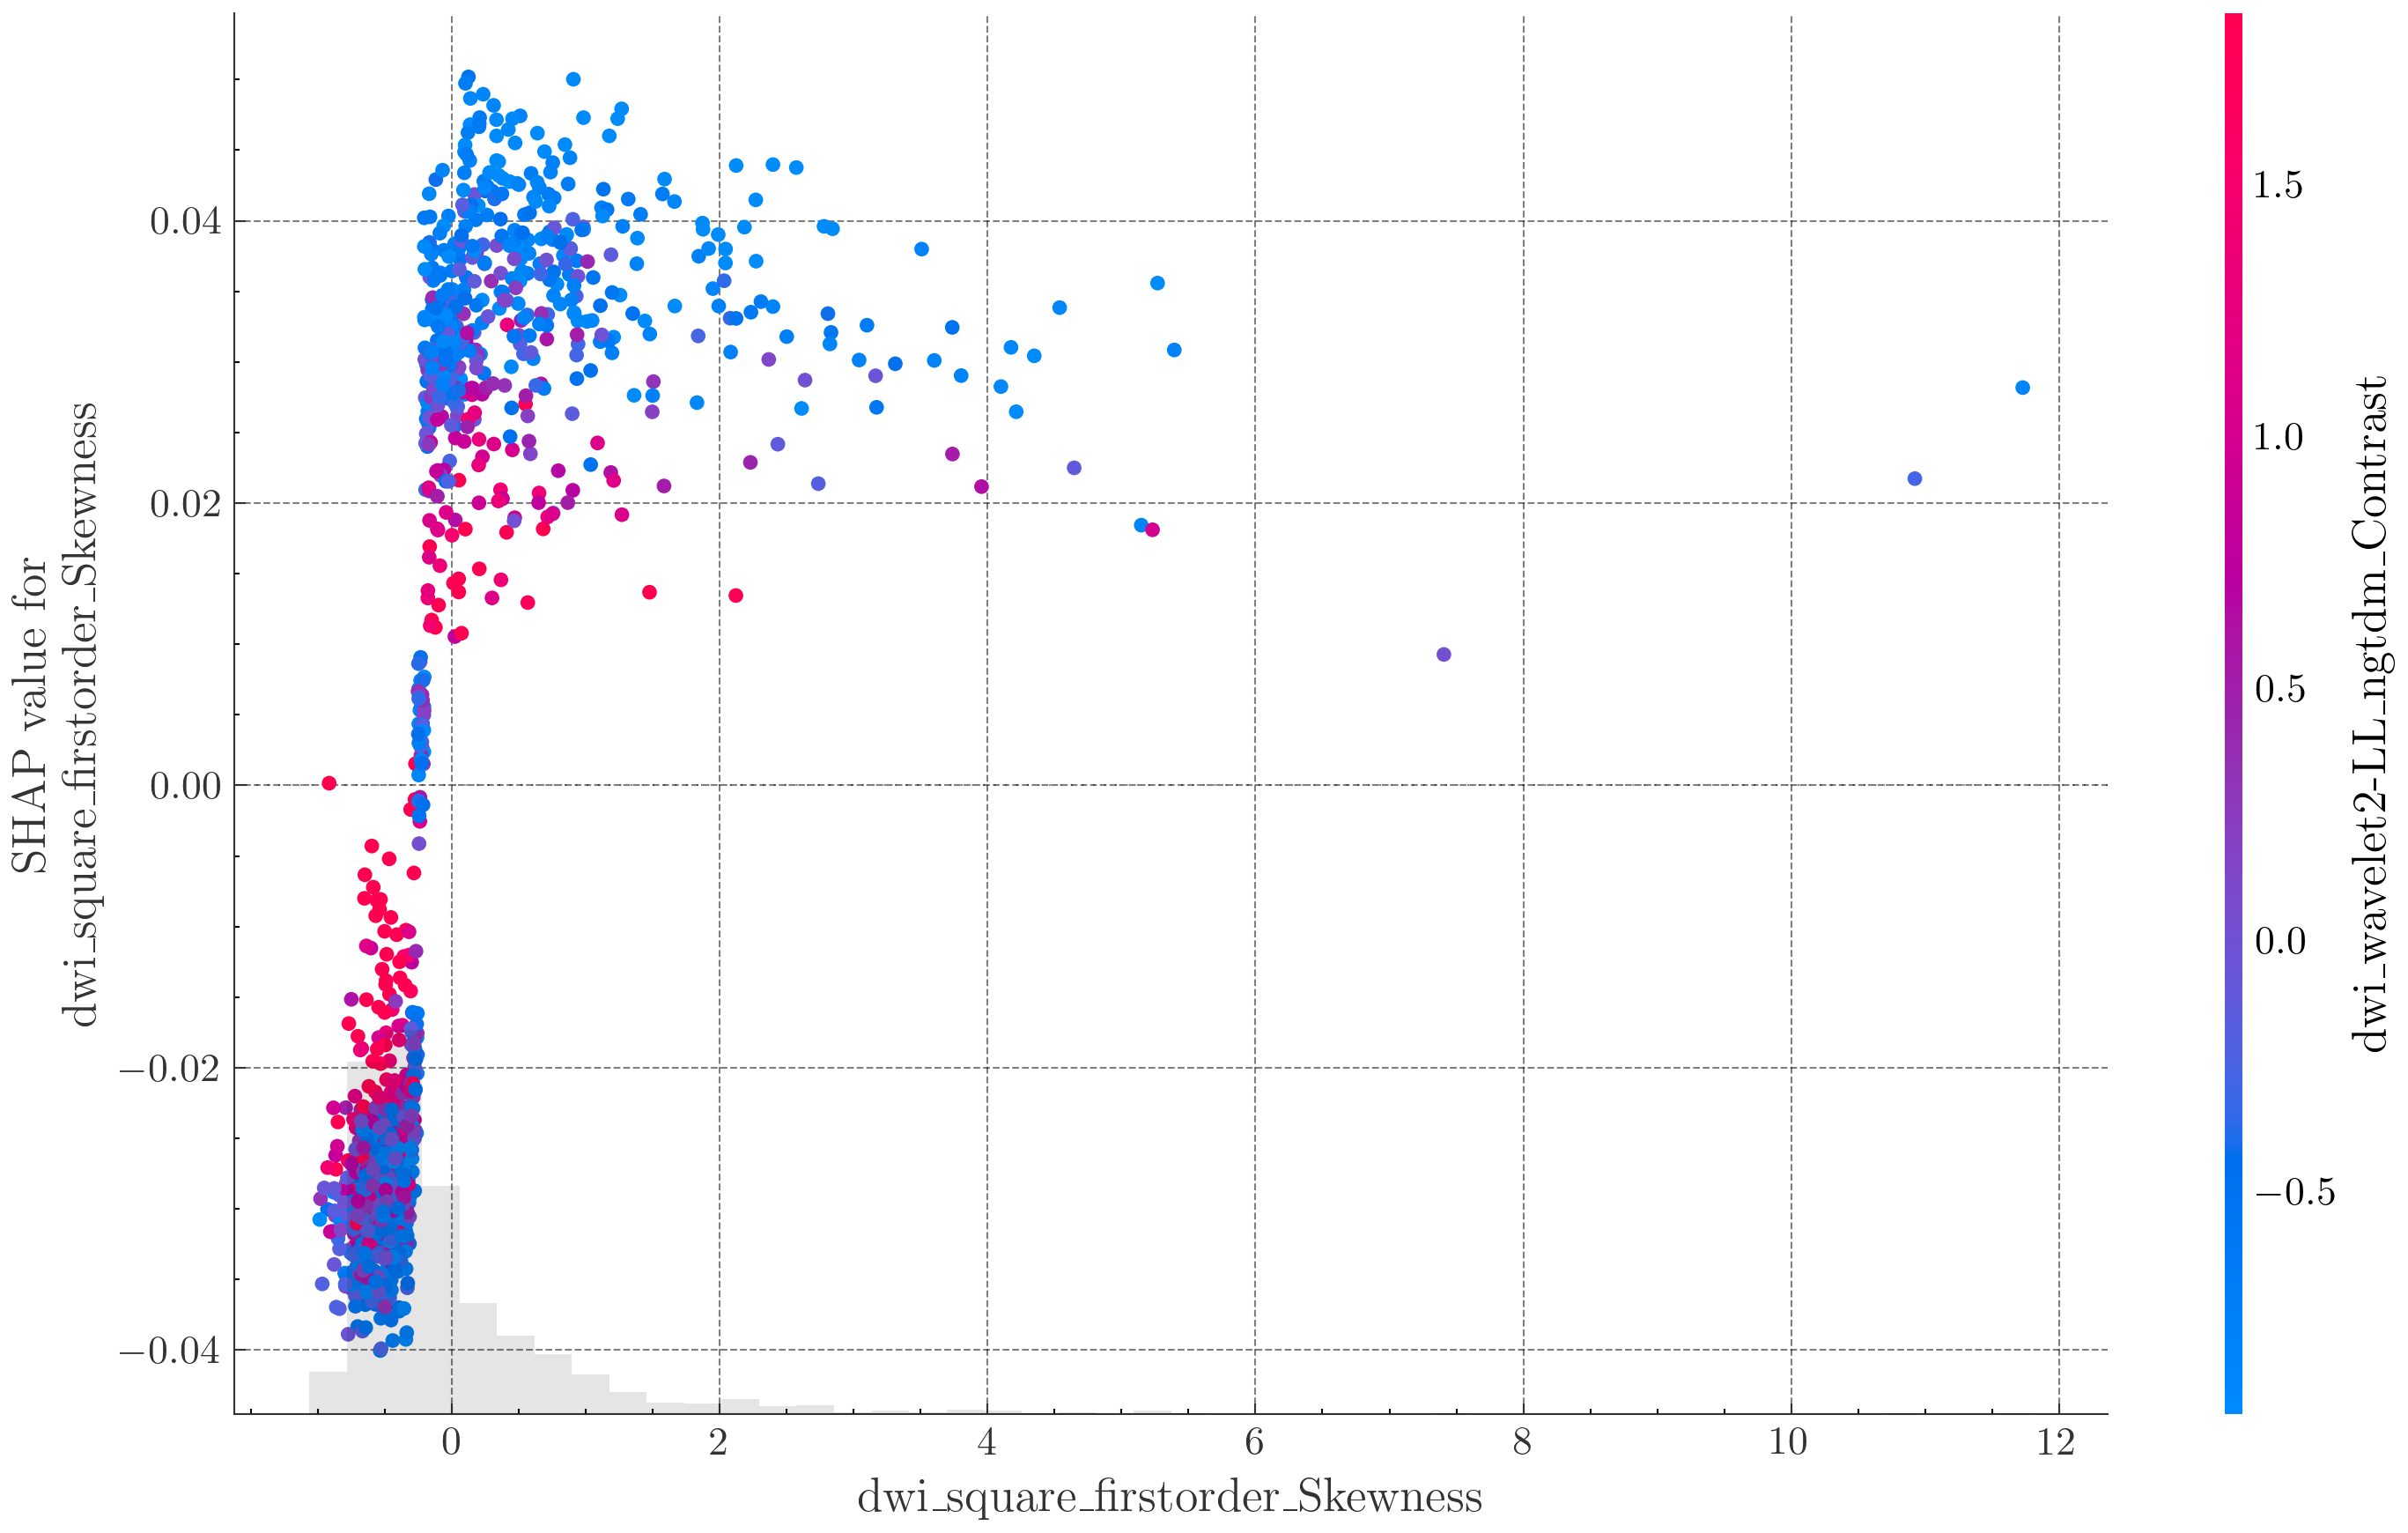 SHAP value for
dwi_square_firstorder_Skewness
0.04
0.02
0.00
−0.02
−0.04
0 2 4 6 8 10 12
dwi_square_firstorder_Skewness
1.5
1.0
0.5
0.0
−0.5
dwi_wavelet2-LL_ngtdm_Contrast